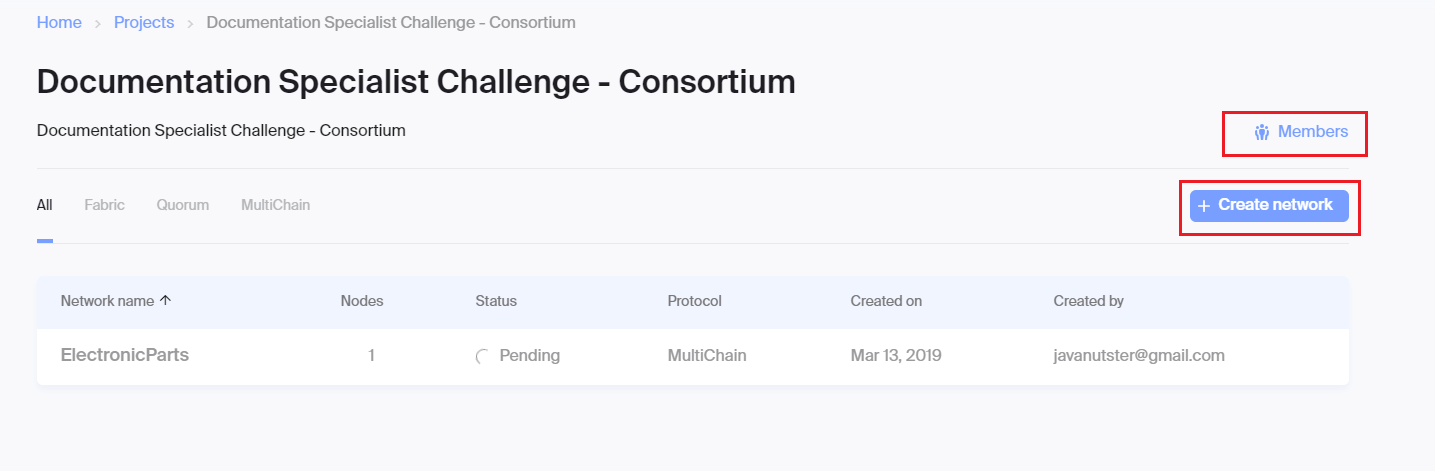 Home > Projects > Documentation Specialist Challenge - Consortium
Documentation Specialist Challenge - Consortium
Documentation Specialist Challenge - Consortium
Members
All Fabric Quorum MultiChain
+ Create network
Network name ↑ Nodes Status Protocol Created on Created by
ElectronicParts 1 Pending MultiChain Mar 13, 2019 javanutster@gmail.com